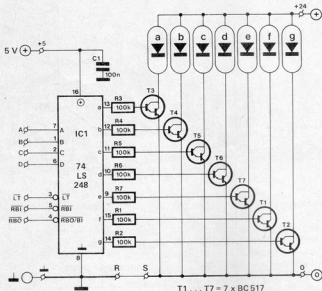 +24
a b c d e f g
5 V +5
C1
100n
16
IC1
74
LS
248
A 7 A
B 1 B
C 2 C
D 6 D
LT 3 LT
RBI 5 RBI
RBO 4 RBO/BI
8
a 13 R3 100k T3
b 12 R4 100k T4
c 11 R5 100k T5
d 10 R6 100k T6
e 9 R7 100k T7
f 15 R1 100k T1
g 14 R2 100k T2
R S 0
T1 . . . T7 = 7 x BC 517